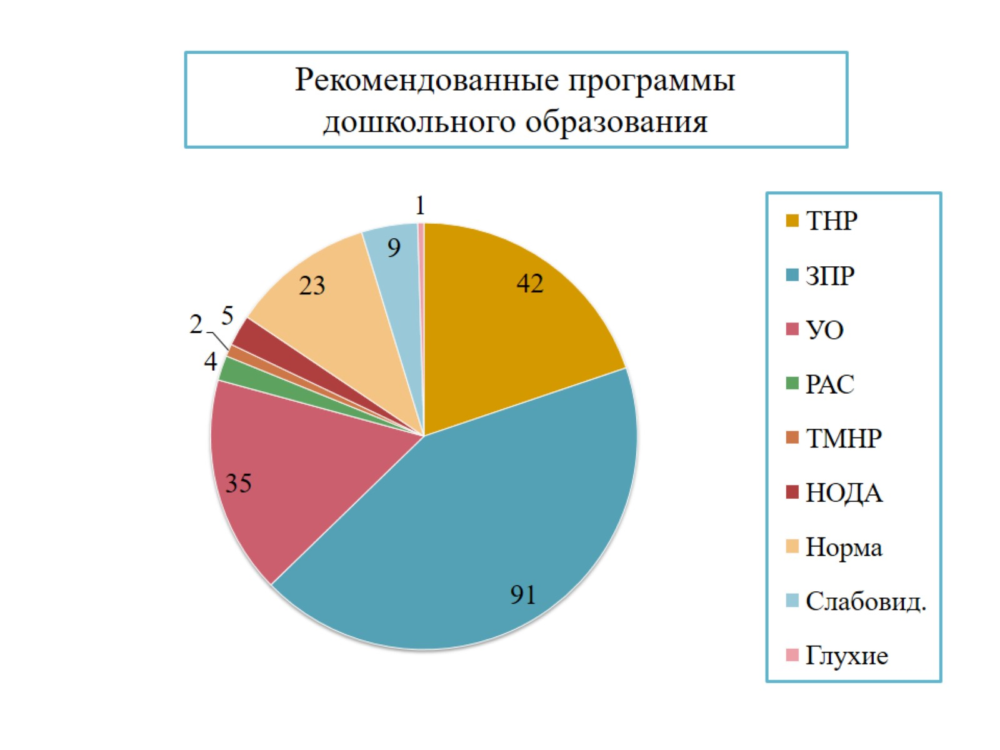 Рекомендованные программы
дошкольного образования
1
9
42
23
5
2
4
35
91
ТНР
ЗПР
УО
РАС
ТМНР
НОДА
Норма
Слабовид.
Глухие